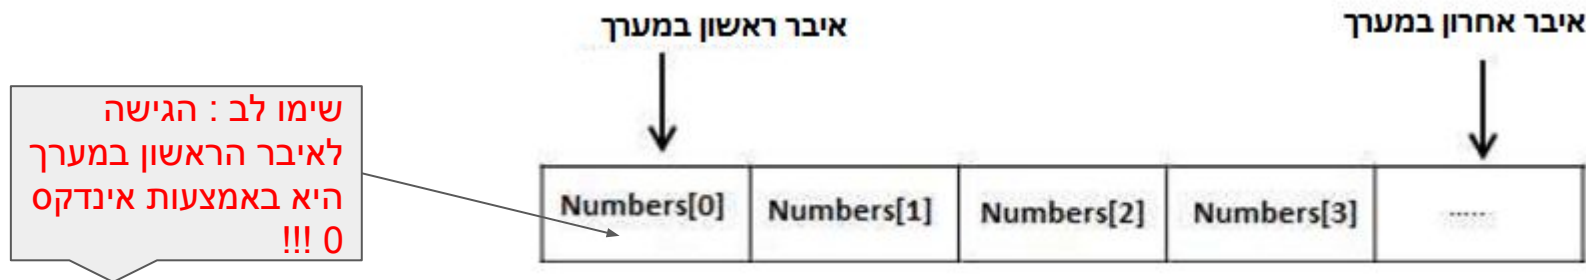 איבר ראשון במערך
איבר אחרון במערך
שימו לב : הגישה
לאיבר הראשון במערך
היא באמצעות אינדקס
0 !!!
Numbers[0] Numbers[1] Numbers[2] Numbers[3] .....